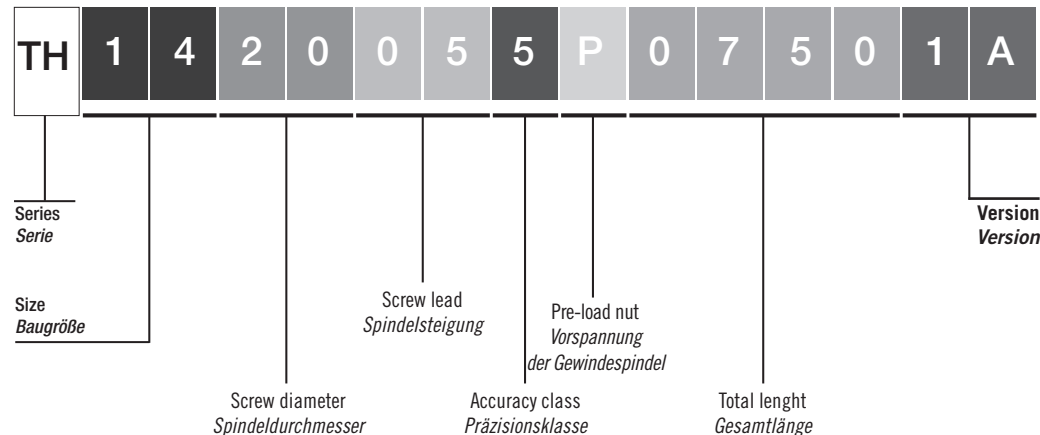 TH 1 4 2 0 0 5 5 P 0 7 5 0 1 A
Series
Serie
Version
Version
Size
Baugröße
Screw lead
Spindelsteigung
Pre-load nut
Vorspannung
der Gewindespindel
Screw diameter
Spindeldurchmesser
Accuracy class
Präzisionsklasse
Total lenght
Gesamtlänge